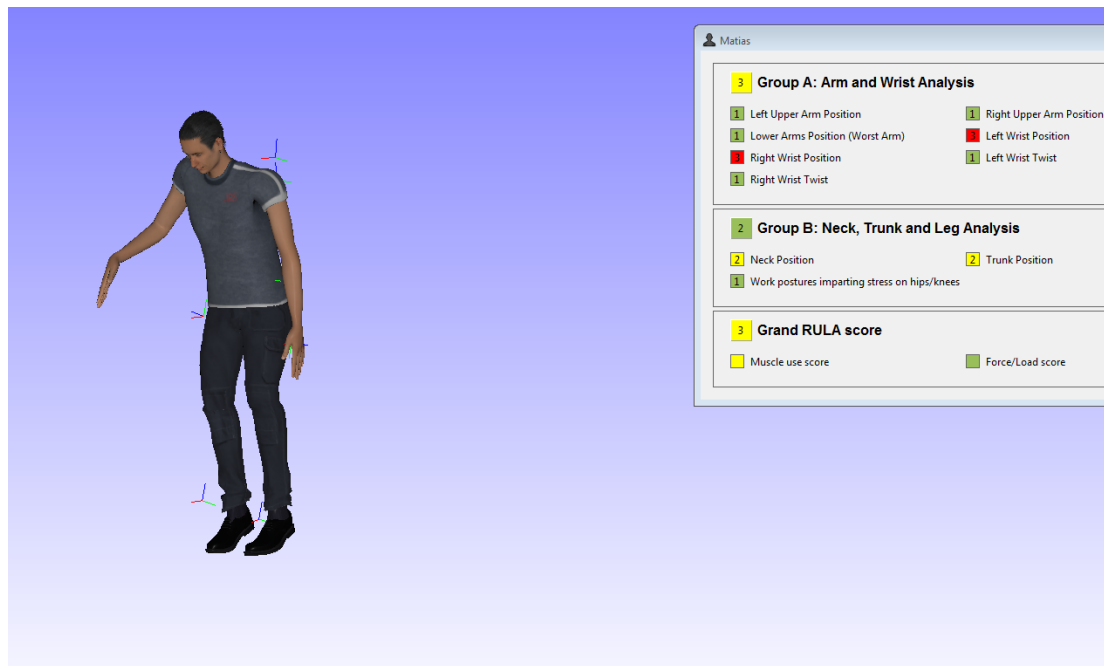 Matias
3 Group A: Arm and Wrist Analysis
1 Left Upper Arm Position 1 Right Upper Arm Position
1 Lower Arms Position (Worst Arm) 3 Left Wrist Position
3 Right Wrist Position 1 Left Wrist Twist
1 Right Wrist Twist
2 Group B: Neck, Trunk and Leg Analysis
2 Neck Position 2 Trunk Position
1 Work postures imparting stress on hips/knees
3 Grand RULA score
Muscle use score Force/Load score